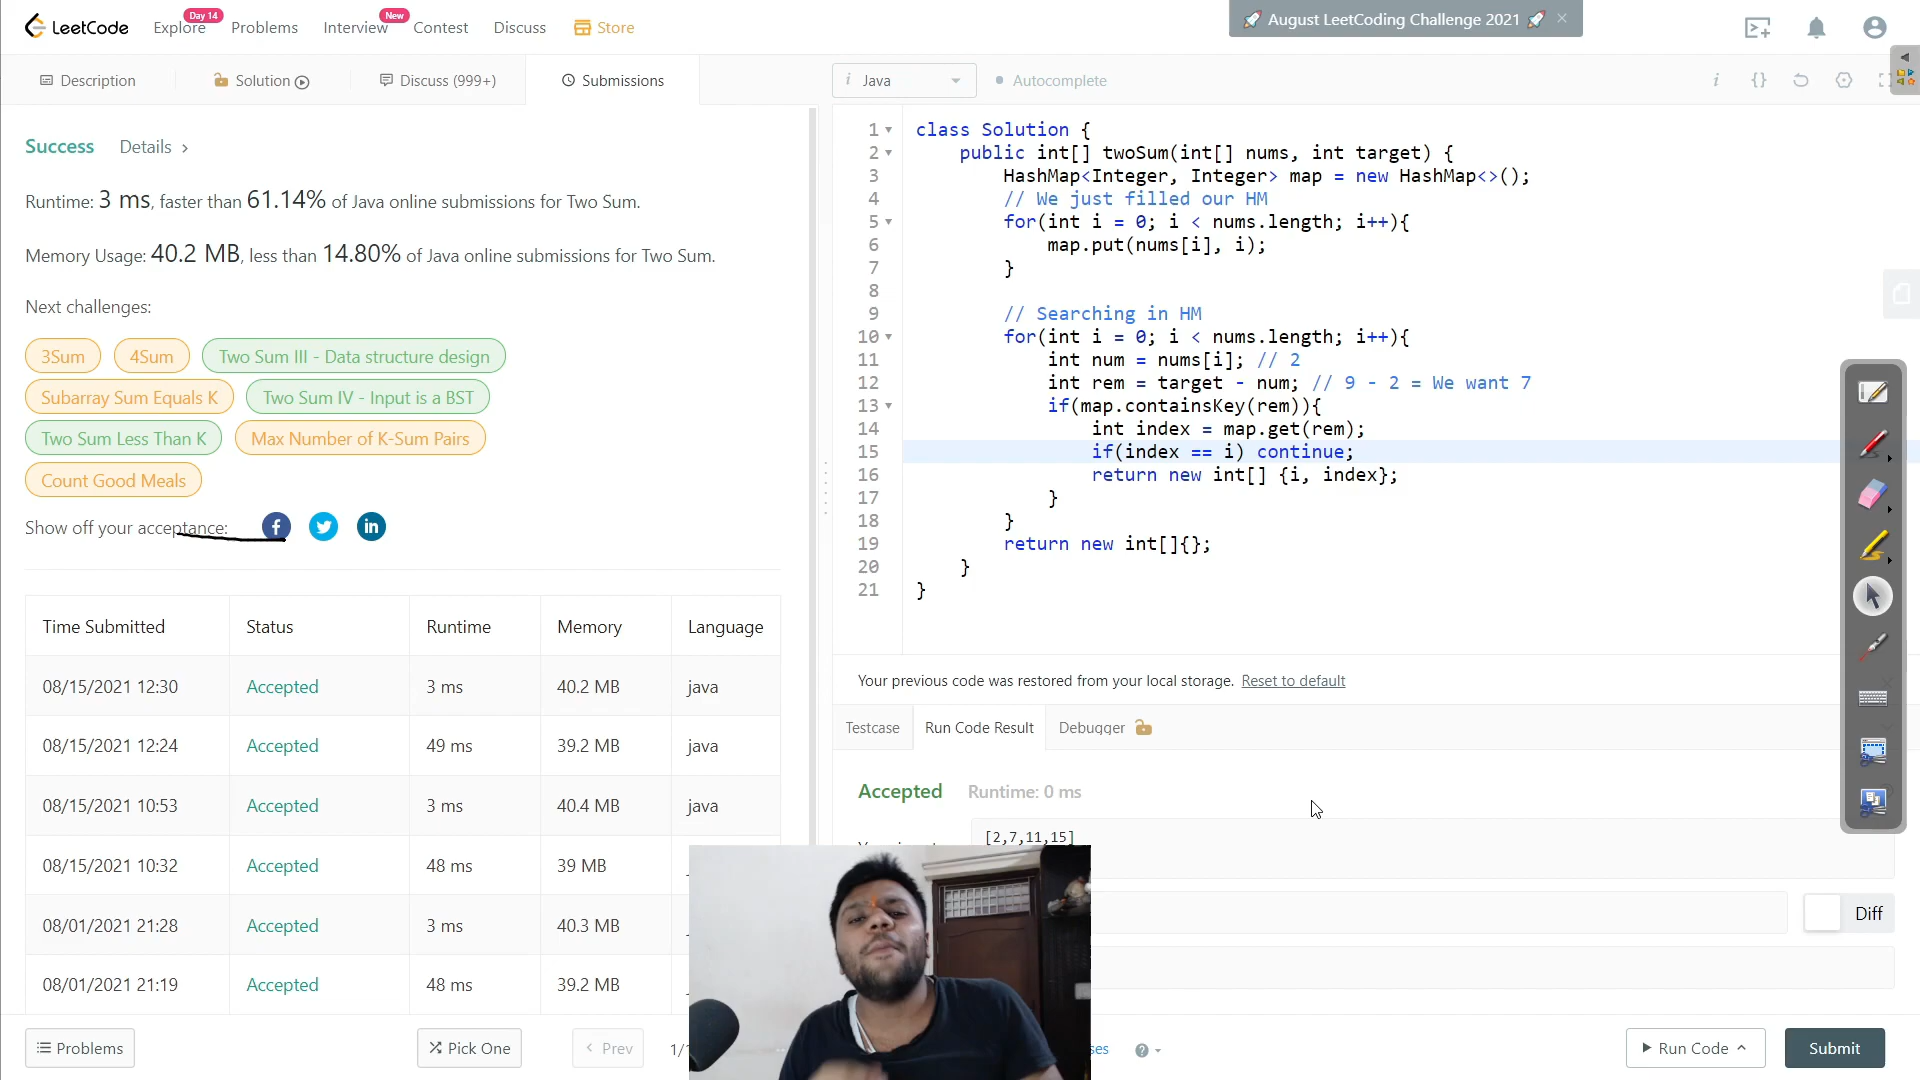 LeetCode
Explore
Day 14
Problems
Interview
New
Contest
Discuss
Store
🚀 August LeetCoding Challenge 2021 🚀 ×
Description
Solution
Discuss (999+)
Submissions
i Java
Autocomplete
Success Details >
Runtime: 3 ms, faster than 61.14% of Java online submissions for Two Sum.
Memory Usage: 40.2 MB, less than 14.80% of Java online submissions for Two Sum.
Next challenges:
3Sum
4Sum
Two Sum III - Data structure design
Subarray Sum Equals K
Two Sum IV - Input is a BST
Two Sum Less Than K
Max Number of K-Sum Pairs
Count Good Meals
Show off your acceptance:
Time Submitted Status Runtime Memory Language
08/15/2021 12:30 Accepted 3 ms 40.2 MB java
08/15/2021 12:24 Accepted 49 ms 39.2 MB java
08/15/2021 10:53 Accepted 3 ms 40.4 MB java
08/15/2021 10:32 Accepted 48 ms 39 MB
08/01/2021 21:28 Accepted 3 ms 40.3 MB
08/01/2021 21:19 Accepted 48 ms 39.2 MB
Problems
Pick One
< Prev
1/
1 class Solution {
2 public int[] twoSum(int[] nums, int target) {
3 HashMap<Integer, Integer> map = new HashMap<>();
4 // We just filled our HM
5 for(int i = 0; i < nums.length; i++){
6 map.put(nums[i], i);
7 }
8
9 // Searching in HM
10 for(int i = 0; i < nums.length; i++){
11 int num = nums[i]; // 2
12 int rem = target - num; // 9 - 2 = We want 7
13 if(map.containsKey(rem)){
14 int index = map.get(rem);
15 if(index == i) continue;
16 return new int[] {i, index};
17 }
18 }
19 return new int[]{};
20 }
21 }
Your previous code was restored from your local storage. Reset to default
Testcase
Run Code Result
Debugger
Accepted Runtime: 0 ms
[2,7,11,15]
Diff
ses
Run Code
Submit